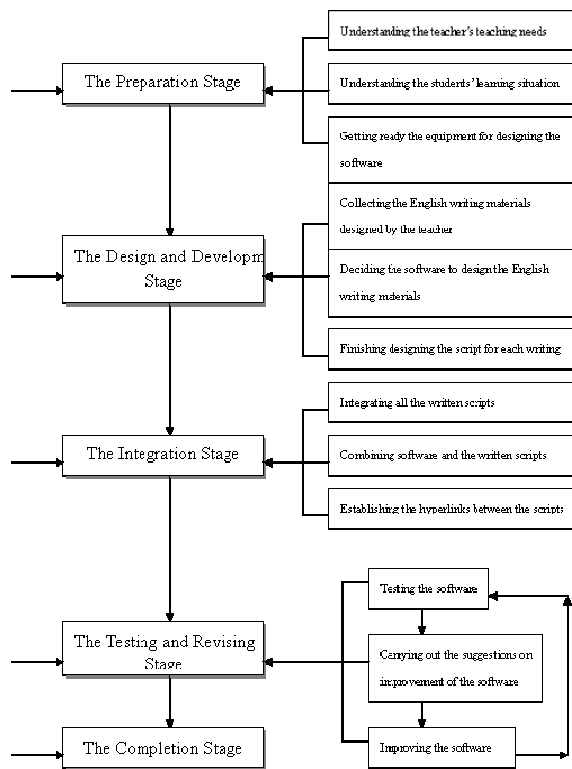 Understanding the teacher's teaching needs
The Preparation Stage
Understanding the students' learning situation
Getting ready the equipment for designing the
software
Collecting the English writing materials
designed by the teacher
The Design and Developm
Stage
Deciding the software to design the English
writing materials
Finishing designing the script for each writing
Integrating all the written scripts
The Integration Stage
Combining software and the written scripts
Establishing the hyperlinks between the scripts
Testing the software
The Testing and Revising
Stage
Carrying out the suggestions on
improvement of the software
The Completion Stage
Improving the software